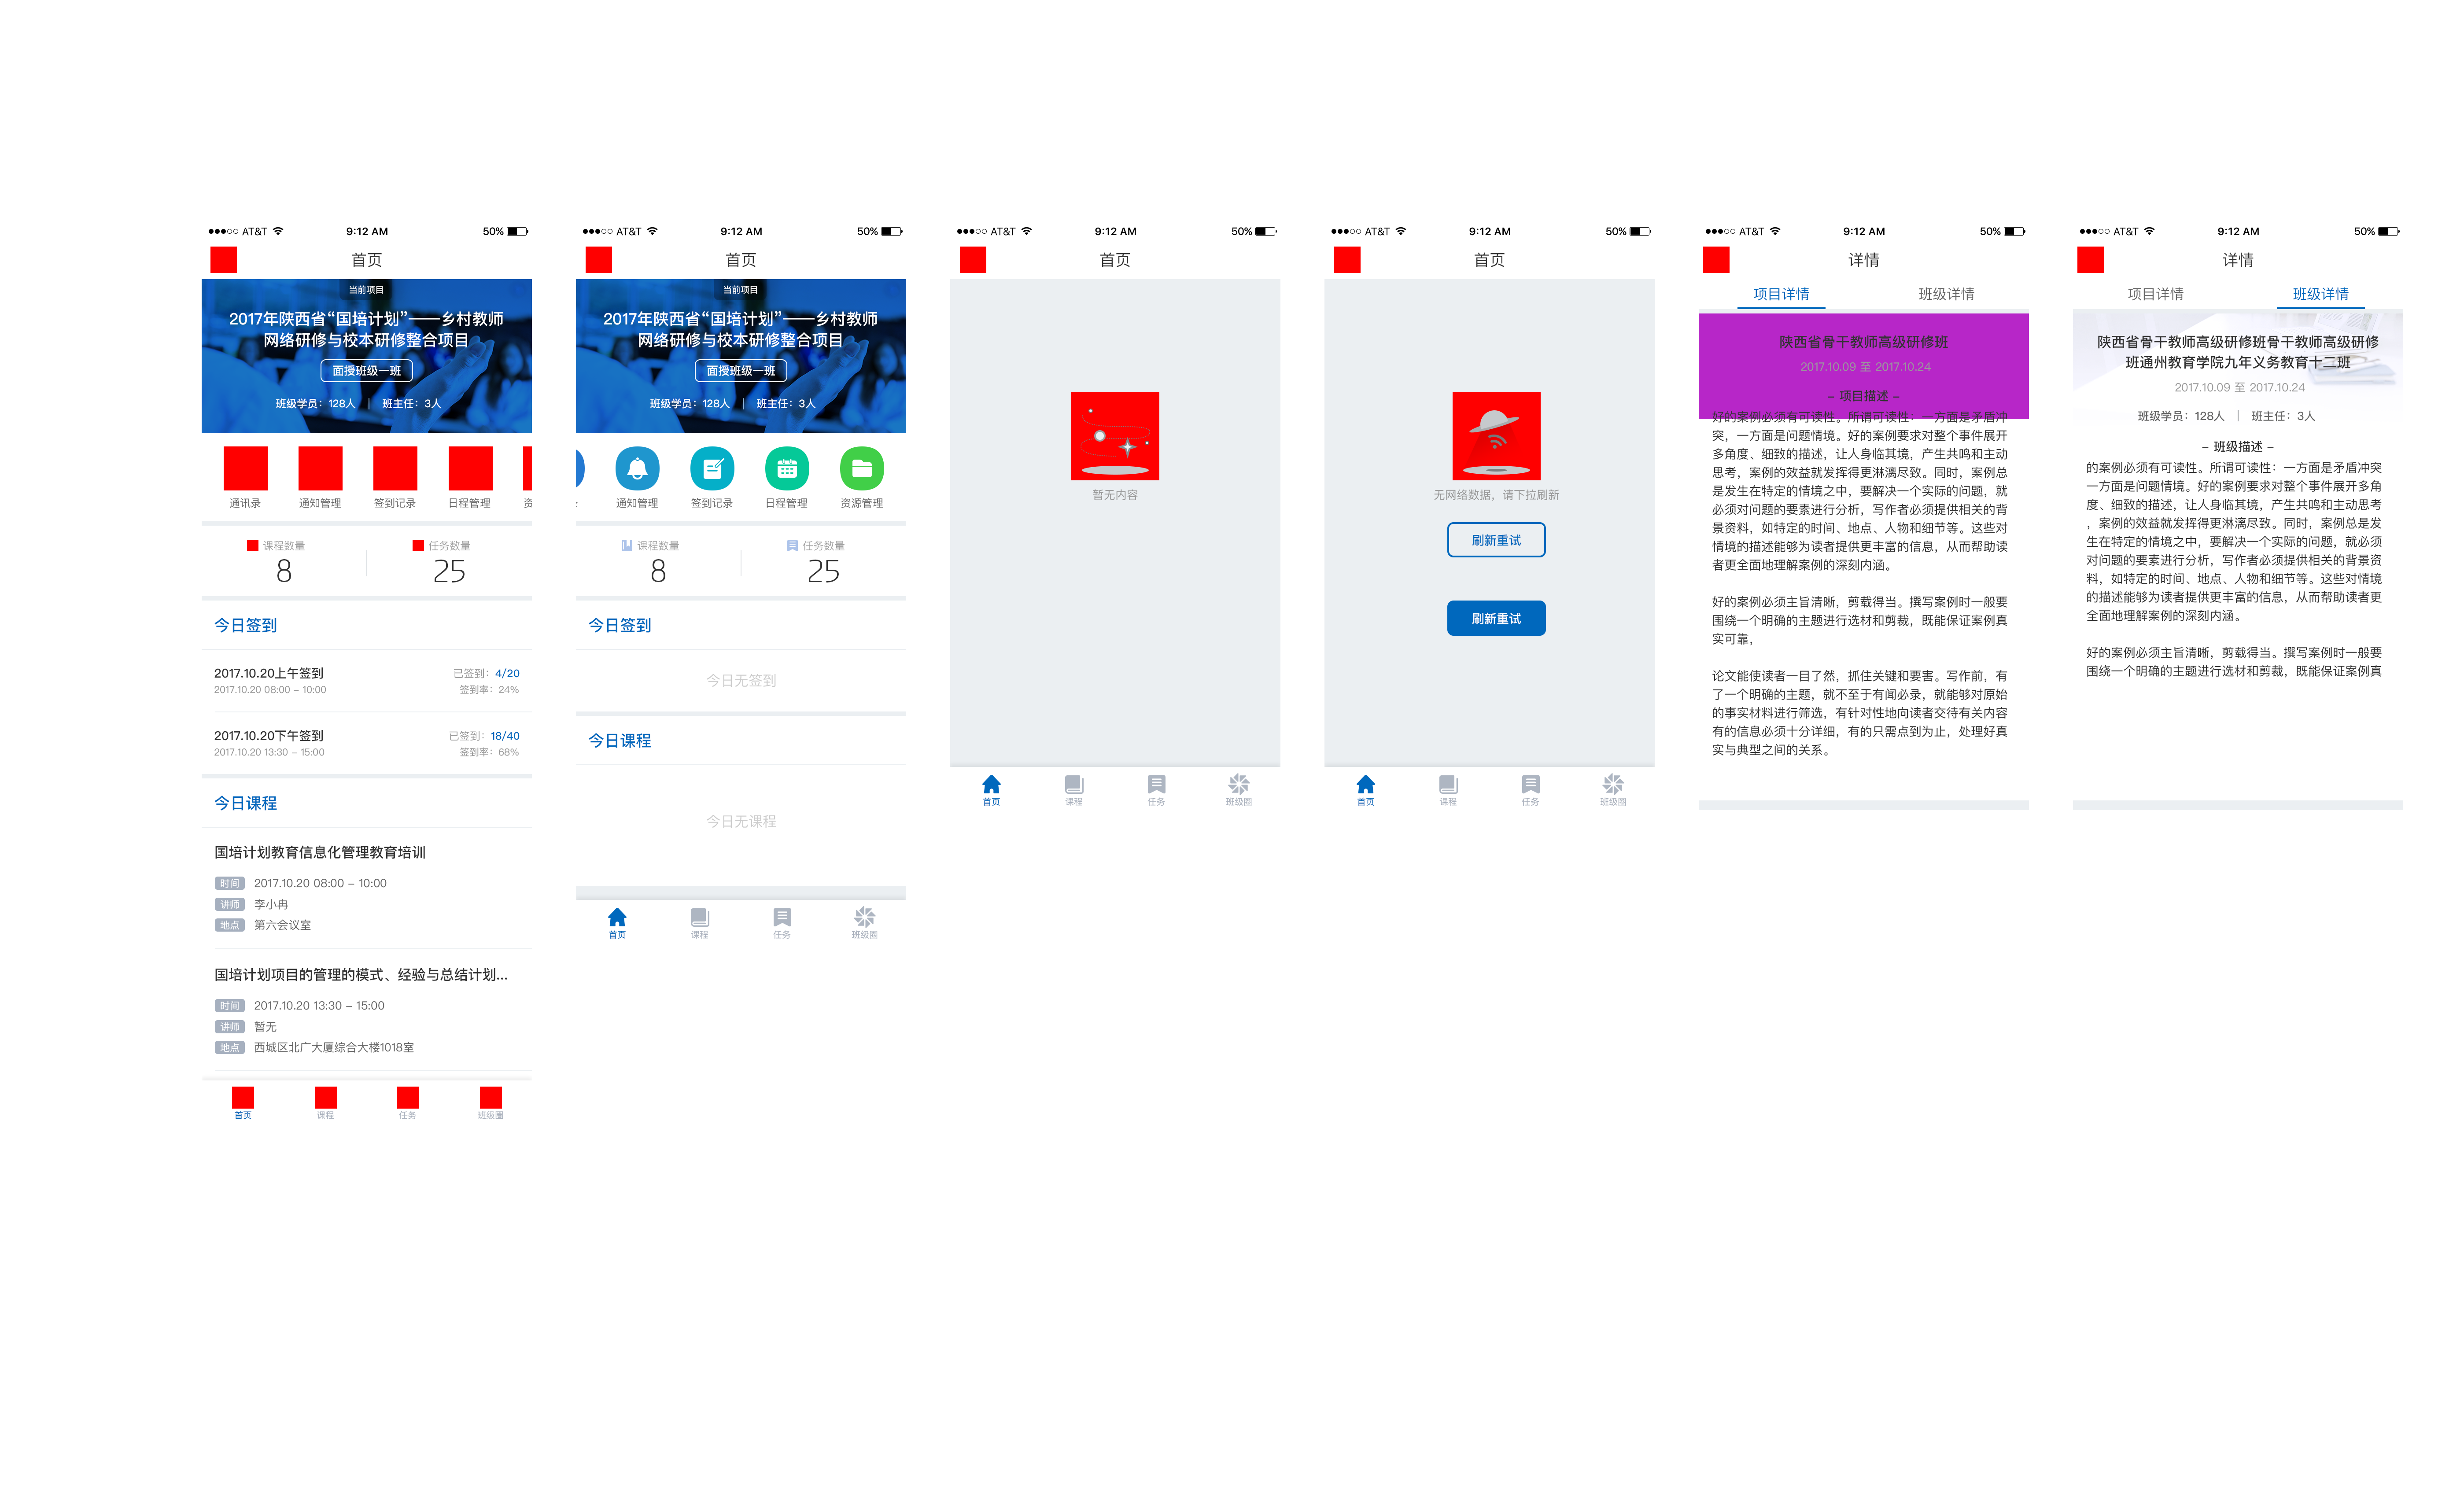 AT&T 9:12 AM 50%
首页
当前项目
2017年陕西省“国培计划”——乡村教师
网络研修与校本研修整合项目
面授班级一班
班级学员：128人 | 班主任：3人
通讯录 通知管理 签到记录 日程管理 资
课程数量 任务数量
8 25
今日签到
2017.10.20上午签到 已签到：4/20
2017.10.20 08:00 – 10:00 签到率：24%
2017.10.20下午签到 已签到：18/40
2017.10.20 13:30 – 15:00 签到率：68%
今日课程
国培计划教育信息化管理教育培训
时间 2017.10.20 08:00 – 10:00
讲师 李小冉
地点 第六会议室
国培计划项目的管理的模式、经验与总结计划...
时间 2017.10.20 13:30 – 15:00
讲师 暂无
地点 西城区北广大厦综合大楼1018室
首页 课程 任务 班级圈
AT&T 9:12 AM 50%
首页
当前项目
2017年陕西省“国培计划”——乡村教师
网络研修与校本研修整合项目
面授班级一班
班级学员：128人 | 班主任：3人
通知管理 签到记录 日程管理 资源管理
课程数量 任务数量
8 25
今日签到
今日无签到
今日课程
今日无课程
首页 课程 任务 班级圈
AT&T 9:12 AM 50%
首页
暂无内容
首页 课程 任务 班级圈
AT&T 9:12 AM 50%
首页
无网络数据，请下拉刷新
刷新重试
刷新重试
首页 课程 任务 班级圈
AT&T 9:12 AM 50%
详情
项目详情 班级详情
陕西省骨干教师高级研修班
2017.10.09 至 2017.10.24
– 项目描述 –
好的案例必须有可读性。所谓可读性：一方面是矛盾冲
突，一方面是问题情境。好的案例要求对整个事件展开
多角度、细致的描述，让人身临其境，产生共鸣和主动
思考，案例的效益就发挥得更淋漓尽致。同时，案例总
是发生在特定的情境之中，要解决一个实际的问题，就
必须对问题的要素进行分析，写作者必须提供相关的背
景资料，如特定的时间、地点、人物和细节等。这些对
情境的描述能够为读者提供更丰富的信息，从而帮助读
者更全面地理解案例的深刻内涵。
好的案例必须主旨清晰，剪载得当。撰写案例时一般要
围绕一个明确的主题进行选材和剪裁，既能保证案例真
实可靠，
论文能使读者一目了然，抓住关键和要害。写作前，有
了一个明确的主题，就不至于有闻必录，就能够对原始
的事实材料进行筛选，有针对性地向读者交待有关内容
有的信息必须十分详细，有的只需点到为止，处理好真
实与典型之间的关系。
AT&T 9:12 AM 50%
详情
项目详情 班级详情
陕西省骨干教师高级研修班骨干教师高级研修
班通州教育学院九年义务教育十二班
2017.10.09 至 2017.10.24
班级学员：128人 | 班主任：3人
– 班级描述 –
的案例必须有可读性。所谓可读性：一方面是矛盾冲突
一方面是问题情境。好的案例要求对整个事件展开多角
度、细致的描述，让人身临其境，产生共鸣和主动思考
，案例的效益就发挥得更淋漓尽致。同时，案例总是发
生在特定的情境之中，要解决一个实际的问题，就必须
对问题的要素进行分析，写作者必须提供相关的背景资
料，如特定的时间、地点、人物和细节等。这些对情境
的描述能够为读者提供更丰富的信息，从而帮助读者更
全面地理解案例的深刻内涵。
好的案例必须主旨清晰，剪载得当。撰写案例时一般要
围绕一个明确的主题进行选材和剪裁，既能保证案例真